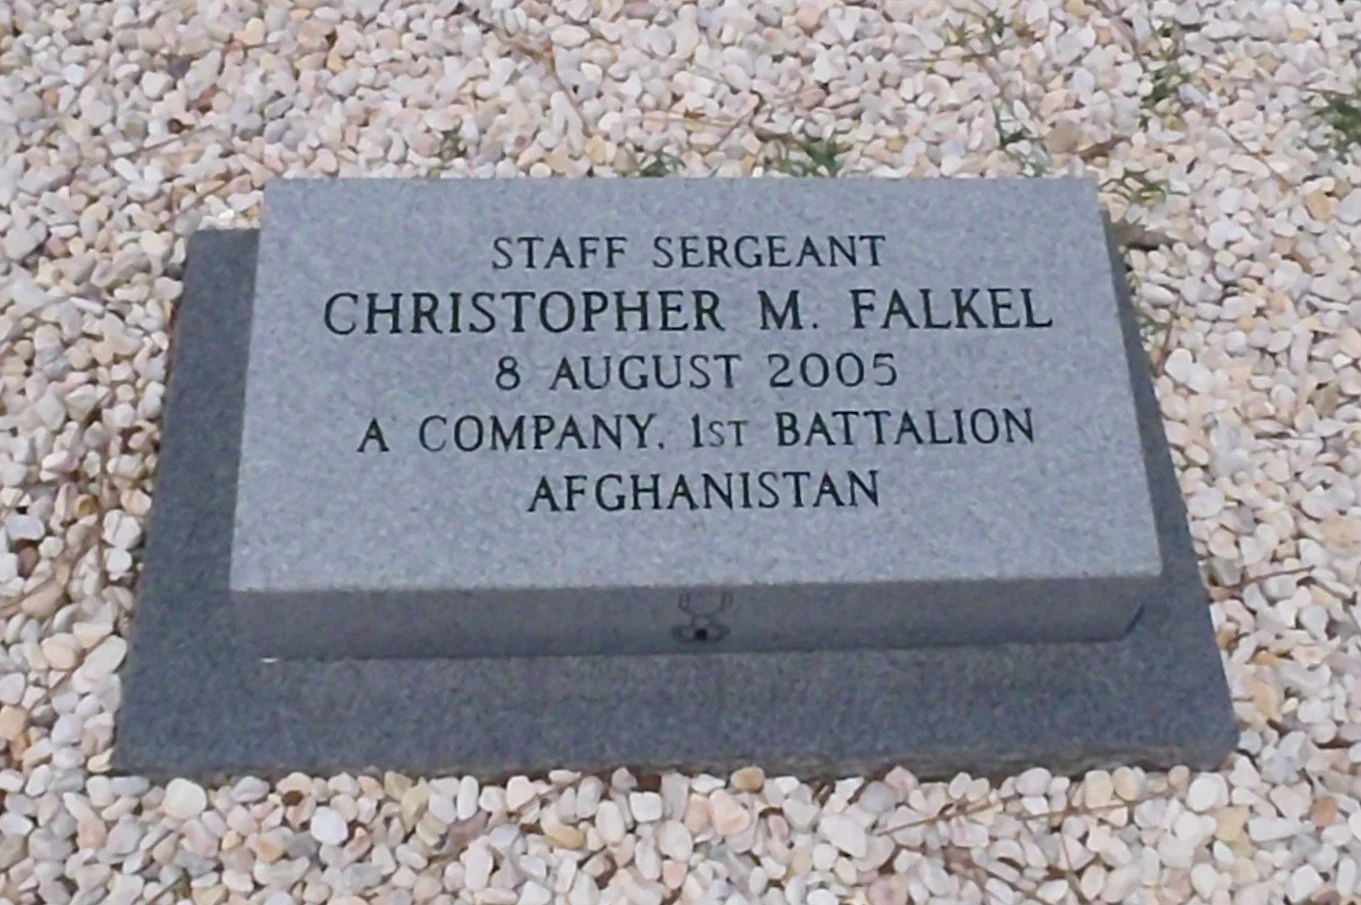 STAFF SERGEANT
CHRISTOPHER M. FALKEL
8 AUGUST 2005
A COMPANY, 1ST BATTALION
AFGHANISTAN